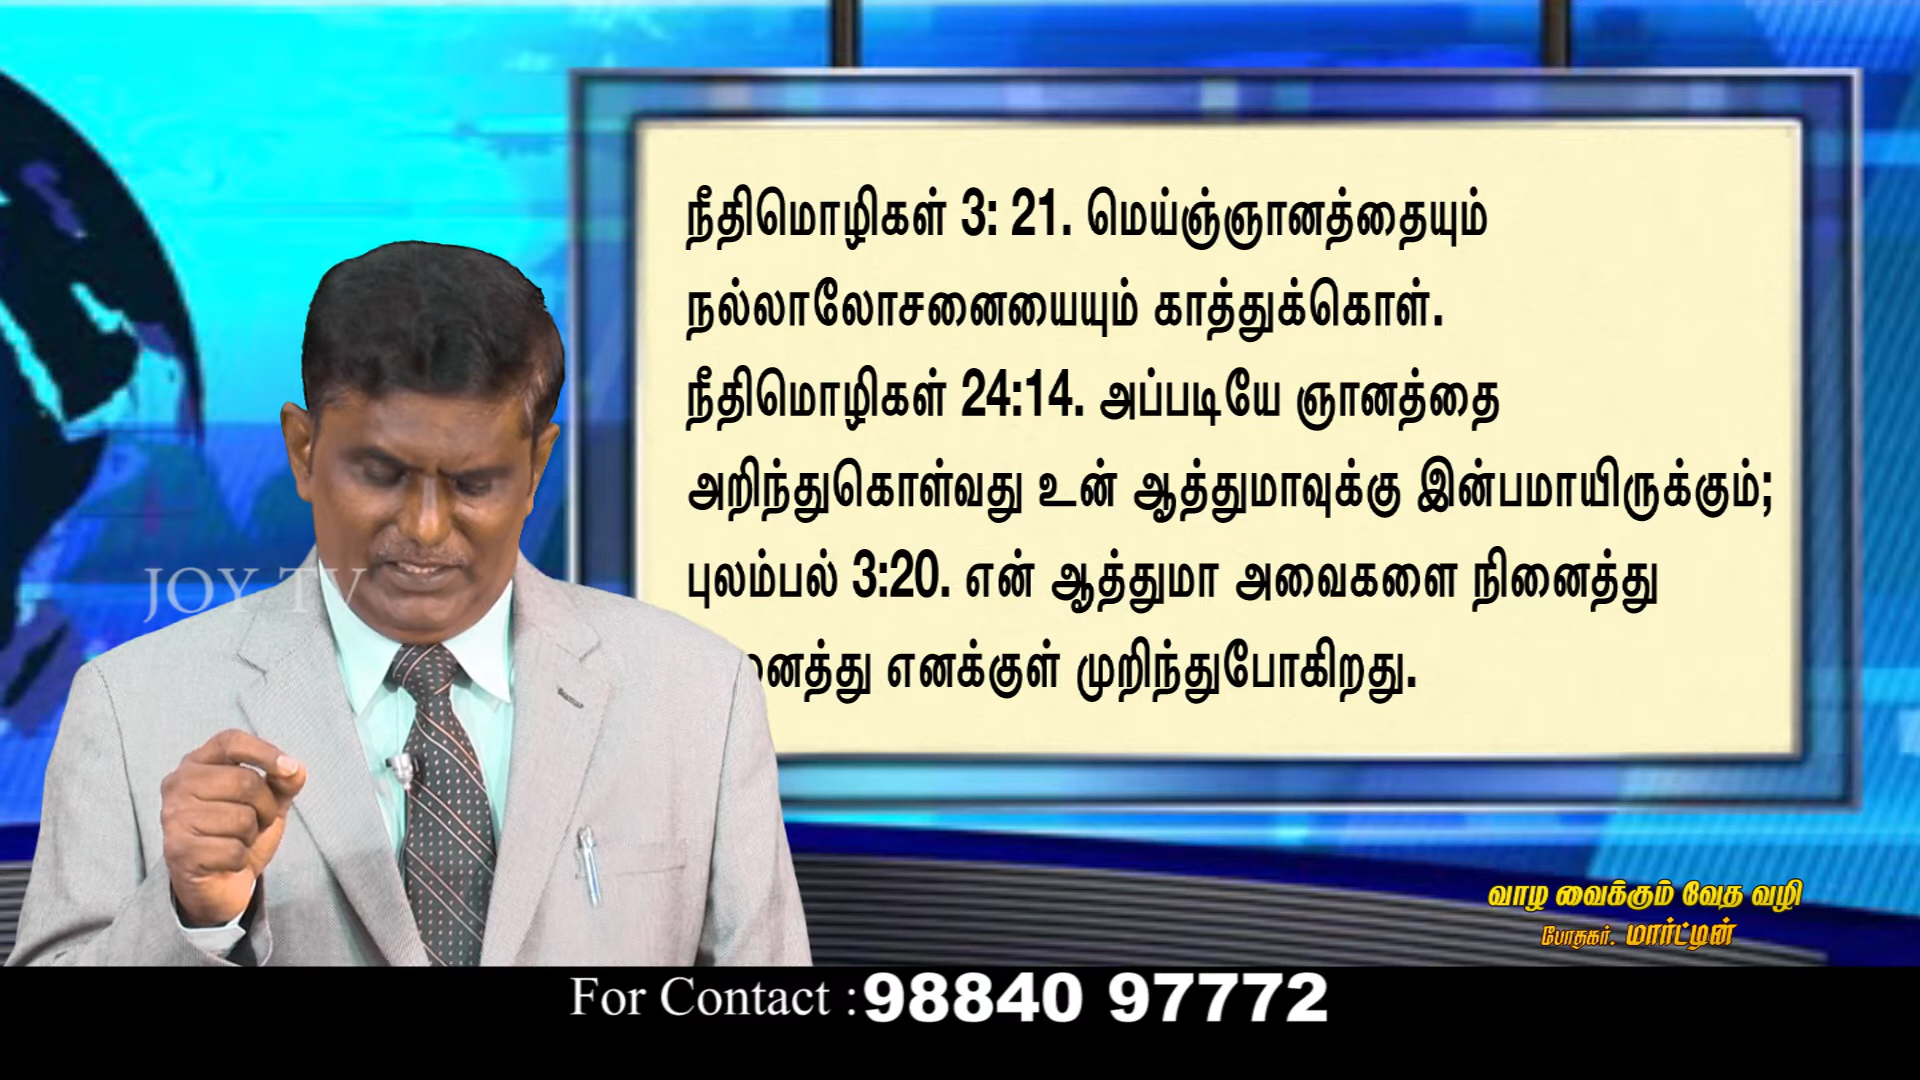 நீதிமொழிகள் 3: 21. மெய்ஞ்ஞானத்தையும்
நல்லாலோசனையையும் காத்துக்கொள்.
நீதிமொழிகள் 24:14. அப்படியே ஞானத்தை
அறிந்துகொள்வது உன் ஆத்துமாவுக்கு இன்பமாயிருக்கும்;
புலம்பல் 3:20. என் ஆத்துமா அவைகளை நினைத்து
எனக்குள் முறிந்துபோகிறது.
JOY TV
வாழ வைக்கும் வேத வழி
போதகர். மார்ட்டின்
For Contact : 98840 97772